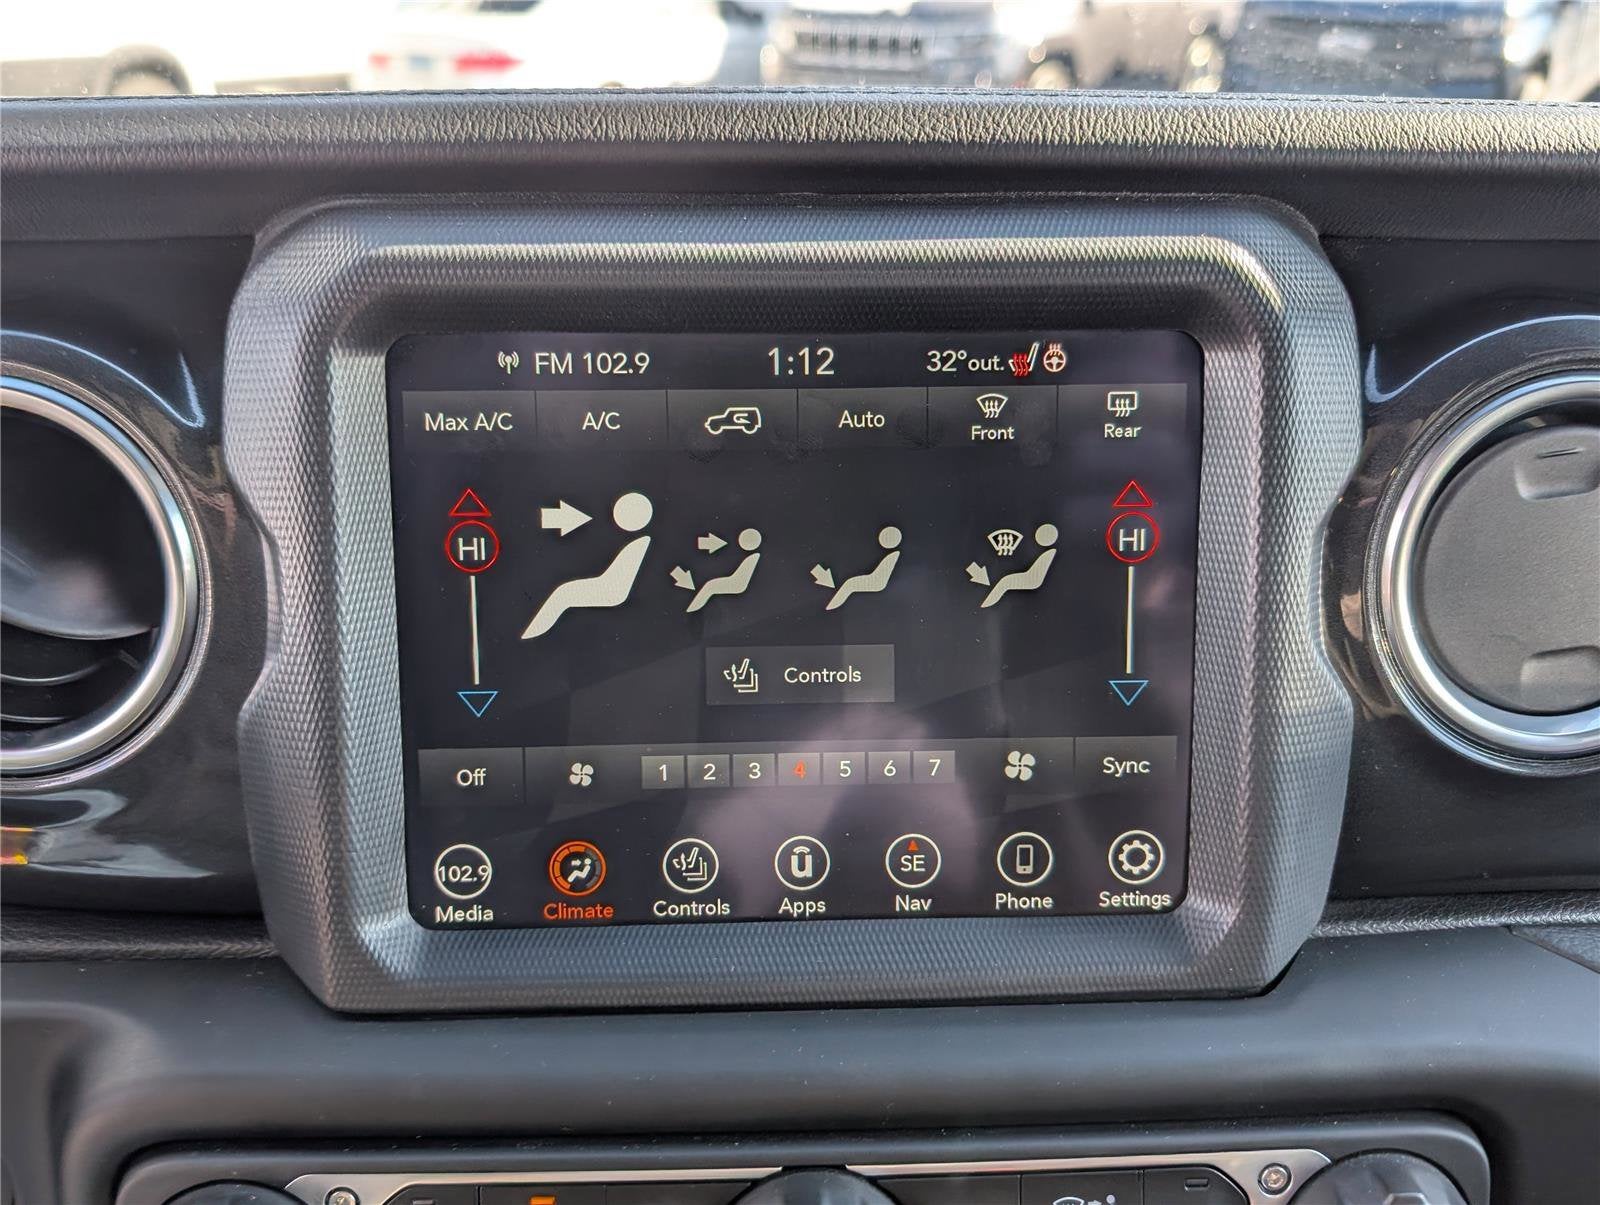 FM 102.9 1:12 32° out.
Max A/C A/C Auto Front Rear
HI HI
Controls
Off 1 2 3 4 5 6 7 Sync
102.9 SE
Media Climate Controls Apps Nav Phone Settings